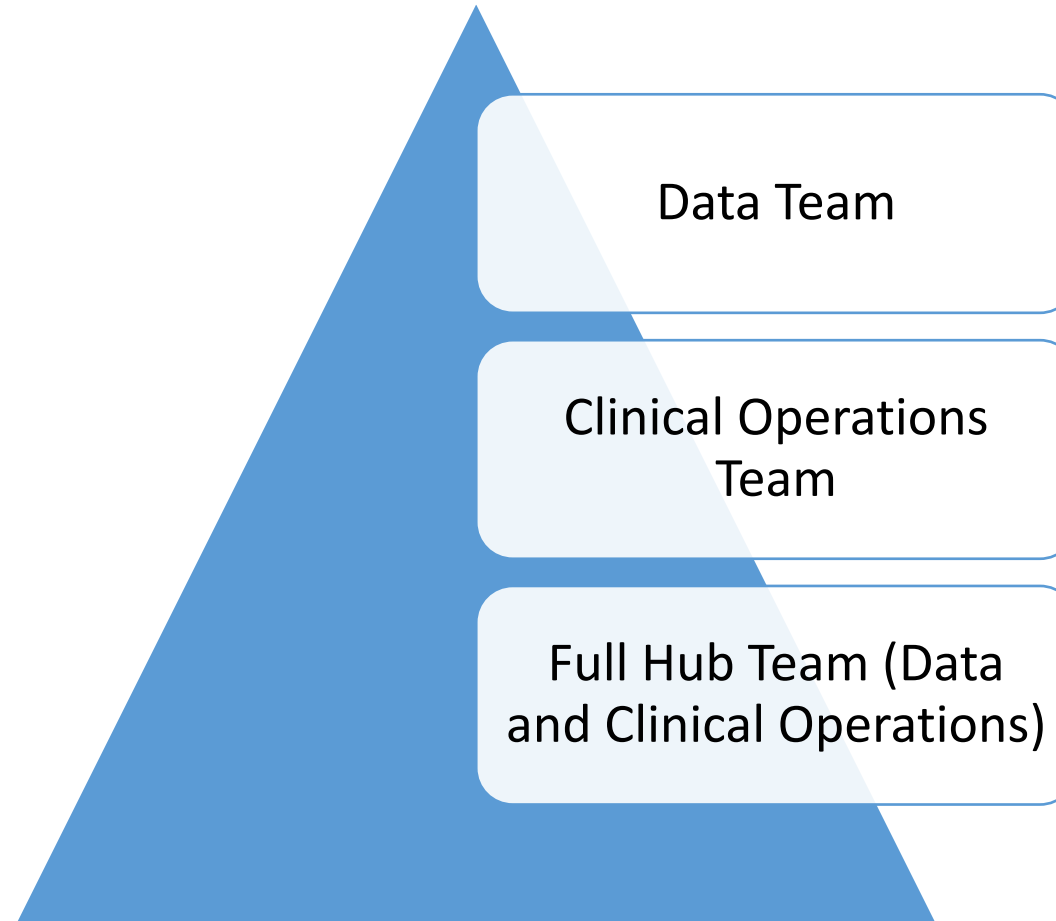 Data Team
Clinical Operations
Team
Full Hub Team (Data
and Clinical Operations)